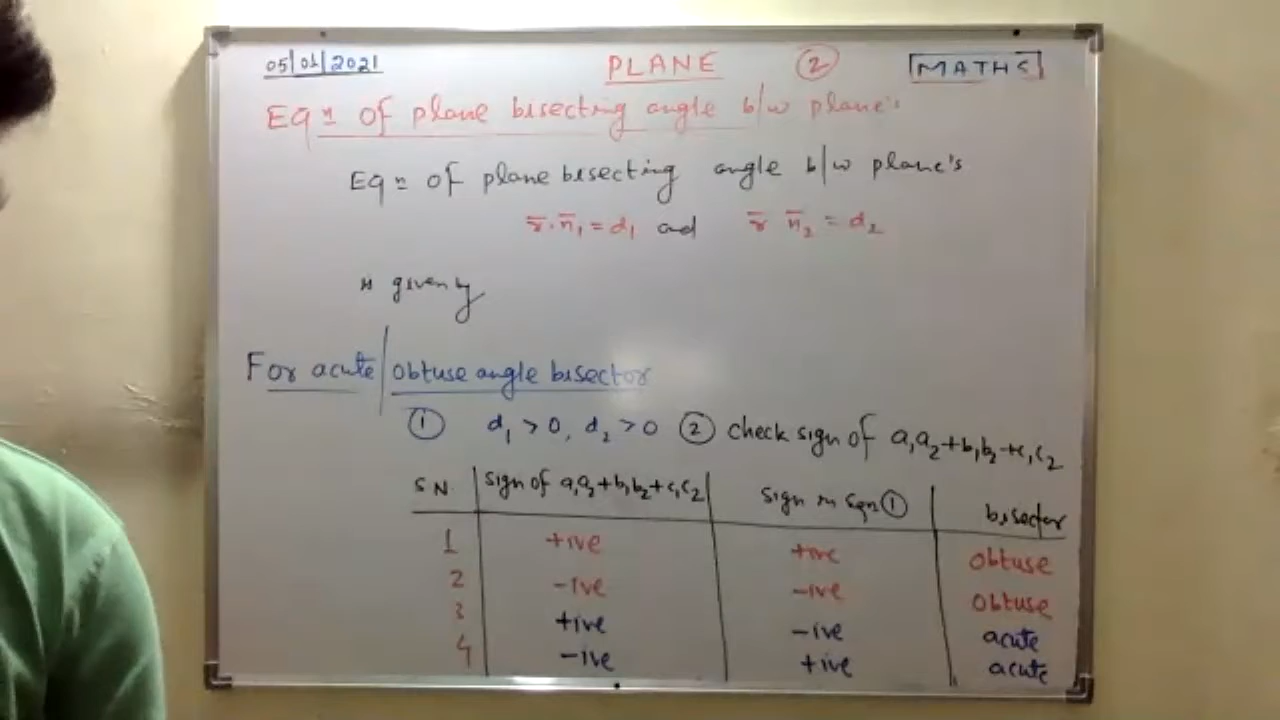 05/01/2021 PLANE ② MATHS
Eqn of plane bisecting angle b/w plane's
Eqn of plane bisecting angle b/w plane's
r̄.n̄₁ = d₁ and r̄ n̄₂ = d₂
is given by
For acute/obtuse angle bisector
① d₁ > 0, d₂ > 0 ② check sign of a₁a₂+b₁b₂+c₁c₂
SN. sign of a₁a₂+b₁b₂+c₁c₂ sign in eqn① bisector
1 +ive +ive obtuse
2 -ive -ive obtuse
3 +ive -ive acute
4 -ive +ive acute